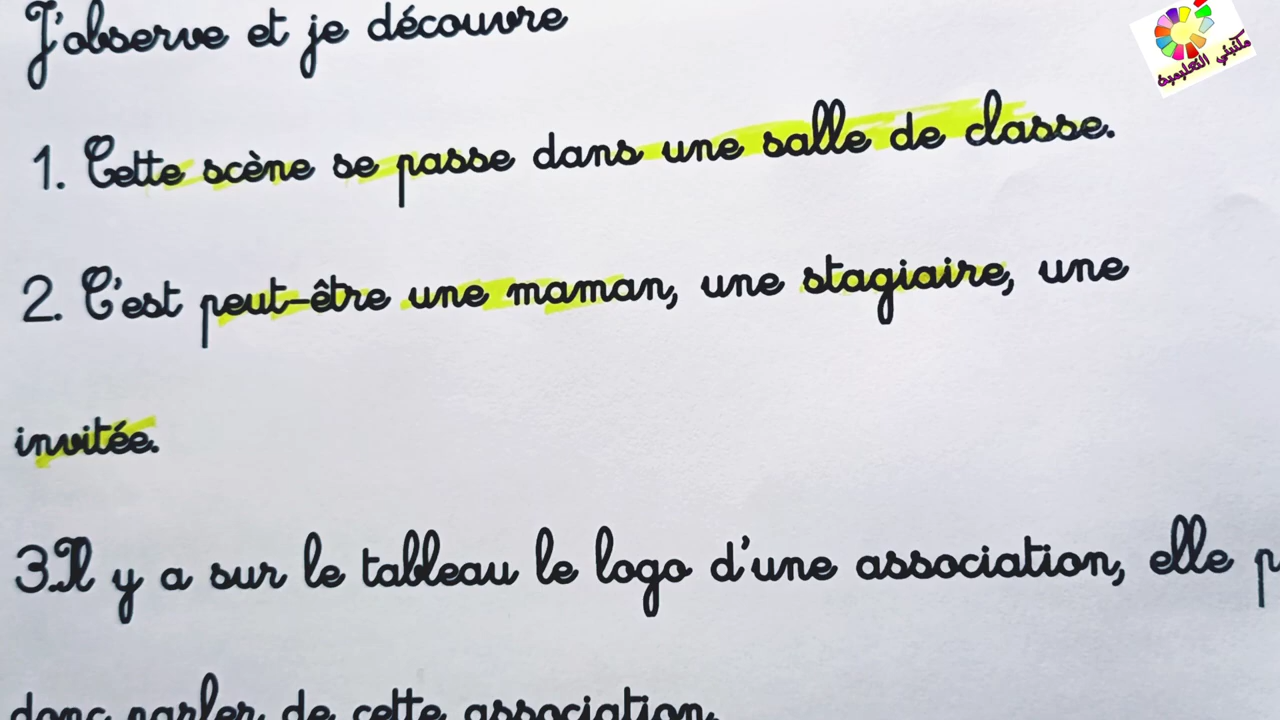 J'observe et je découvre
مكتبتي التعليمية
1. Cette scène se passe dans une salle de classe.
2. C'est peut-être une maman, une stagiaire, une
invitée.
3.Il y a sur le tableau le logo d'une association, elle
donc parler de cette association.